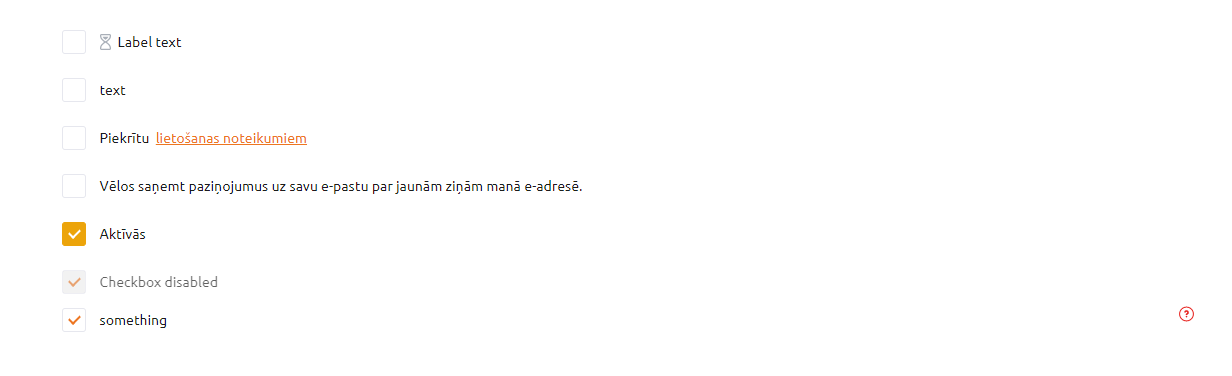 Label text
text
Piekrītu lietošanas noteikumiem
Vēlos saņemt paziņojumus uz savu e-pastu par jaunām ziņām manā e-adresē.
Aktīvās
Checkbox disabled
something
?